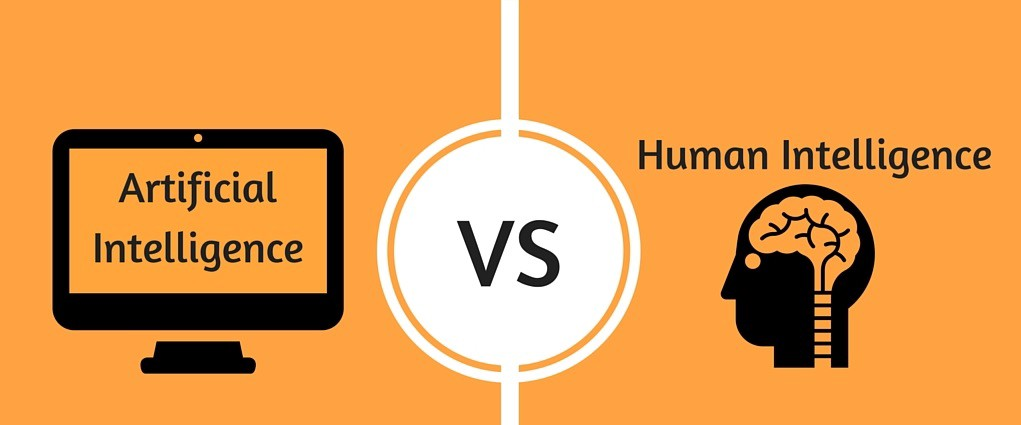 Artificial
Intelligence
VS
Human Intelligence